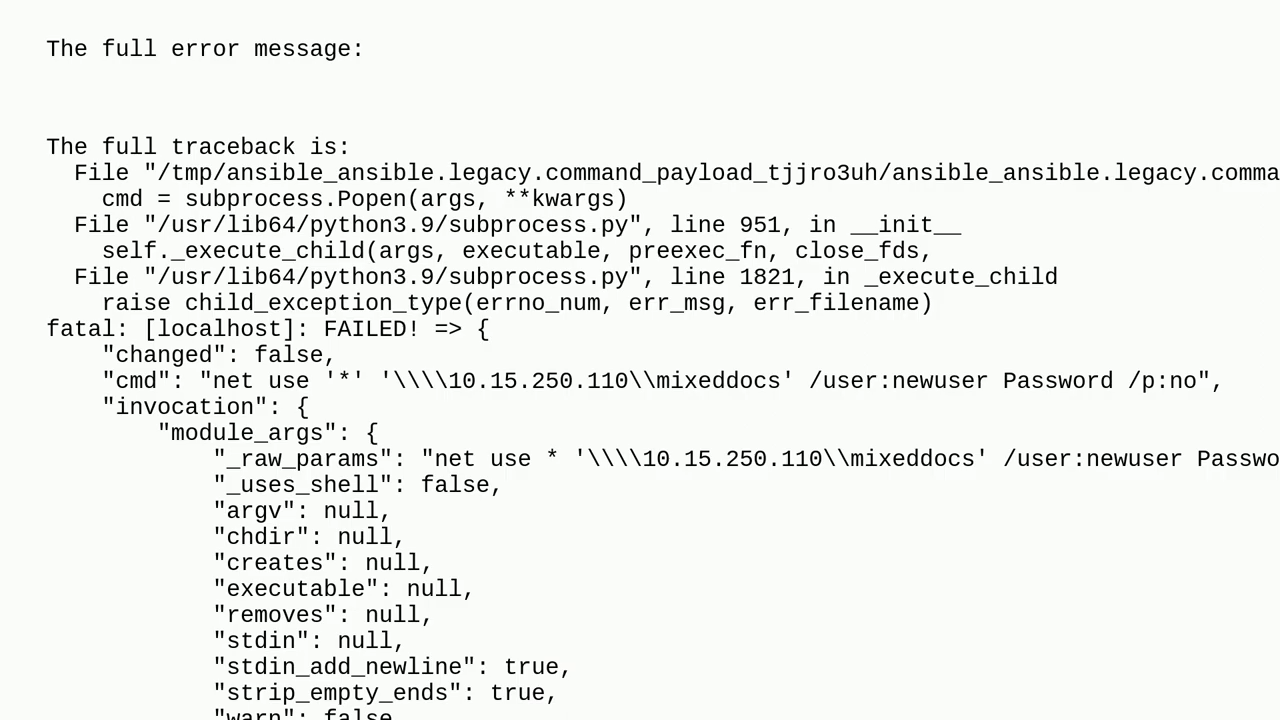 The full error message:
The full traceback is:
File "/tmp/ansible_ansible.legacy.command_payload_tjjro3uh/ansible_ansible.legacy.comma
cmd = subprocess.Popen(args, **kwargs)
File "/usr/lib64/python3.9/subprocess.py", line 951, in __init__
self._execute_child(args, executable, preexec_fn, close_fds,
File "/usr/lib64/python3.9/subprocess.py", line 1821, in _execute_child
raise child_exception_type(errno_num, err_msg, err_filename)
fatal: [localhost]: FAILED! => {
"changed": false,
"cmd": "net use '*' '\\\\10.15.250.110\\mixeddocs' /user:newuser Password /p:no",
"invocation": {
"module_args": {
"_raw_params": "net use * '\\\\10.15.250.110\\mixeddocs' /user:newuser Passwo
"_uses_shell": false,
"argv": null,
"chdir": null,
"creates": null,
"executable": null,
"removes": null,
"stdin": null,
"stdin_add_newline": true,
"strip_empty_ends": true,
"warn": false